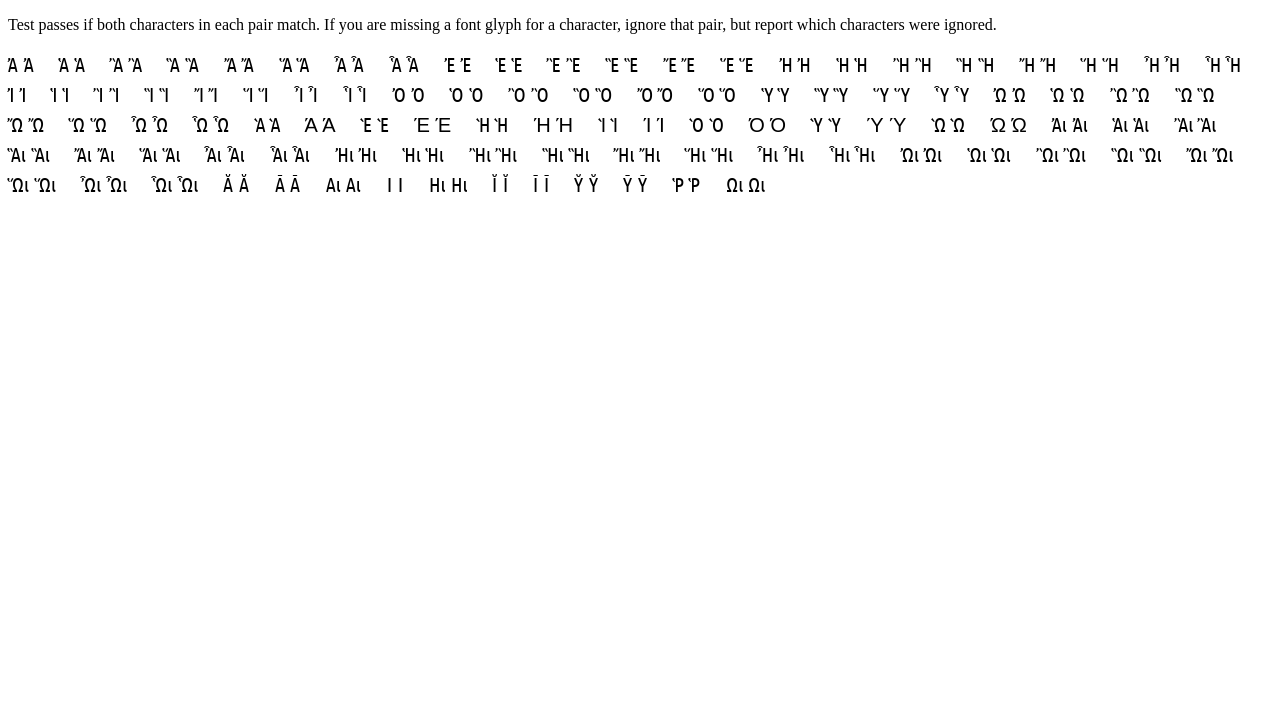 Test passes if both characters in each pair match. If you are missing a font glyph for a character, ignore that pair, but report which characters were ignored.
Ἀ Ἀ Ἁ Ἁ Ἂ Ἂ Ἃ Ἃ Ἄ Ἄ Ἅ Ἅ Ἆ Ἆ Ἇ Ἇ Ἐ Ἐ Ἑ Ἑ Ἒ Ἒ Ἓ Ἓ Ἔ Ἔ Ἕ Ἕ Ἠ Ἠ Ἡ Ἡ Ἢ Ἢ Ἣ Ἣ Ἤ Ἤ Ἥ Ἥ Ἦ Ἦ Ἧ Ἧ
Ἰ Ἰ Ἱ Ἱ Ἲ Ἲ Ἳ Ἳ Ἴ Ἴ Ἵ Ἵ Ἶ Ἶ Ἷ Ἷ Ὀ Ὀ Ὁ Ὁ Ὂ Ὂ Ὃ Ὃ Ὄ Ὄ Ὅ Ὅ Ὑ Ὑ Ὓ Ὓ Ὕ Ὕ Ὗ Ὗ Ὠ Ὠ Ὡ Ὡ Ὢ Ὢ Ὣ Ὣ
Ὤ Ὤ Ὥ Ὥ Ὦ Ὦ Ὧ Ὧ Ὰ Ὰ Ά Ά Ὲ Ὲ Έ Έ Ὴ Ὴ Ή Ή Ὶ Ὶ Ί Ί Ὸ Ὸ Ό Ό Ὺ Ὺ Ύ Ύ Ὼ Ὼ Ώ Ώ ᾈ ᾈ ᾉ ᾉ ᾊ ᾊ
ᾋ ᾋ ᾌ ᾌ ᾍ ᾍ ᾎ ᾎ ᾏ ᾏ ᾘ ᾘ ᾙ ᾙ ᾚ ᾚ ᾛ ᾛ ᾜ ᾜ ᾝ ᾝ ᾞ ᾞ ᾟ ᾟ ᾨ ᾨ ᾩ ᾩ ᾪ ᾪ ᾫ ᾫ ᾬ ᾬ
ᾭ ᾭ ᾮ ᾮ ᾯ ᾯ Ᾰ Ᾰ Ᾱ Ᾱ ᾼ ᾼ Ι Ι ῌ ῌ Ῐ Ῐ Ῑ Ῑ Ῠ Ῠ Ῡ Ῡ Ῥ Ῥ ῼ ῼ